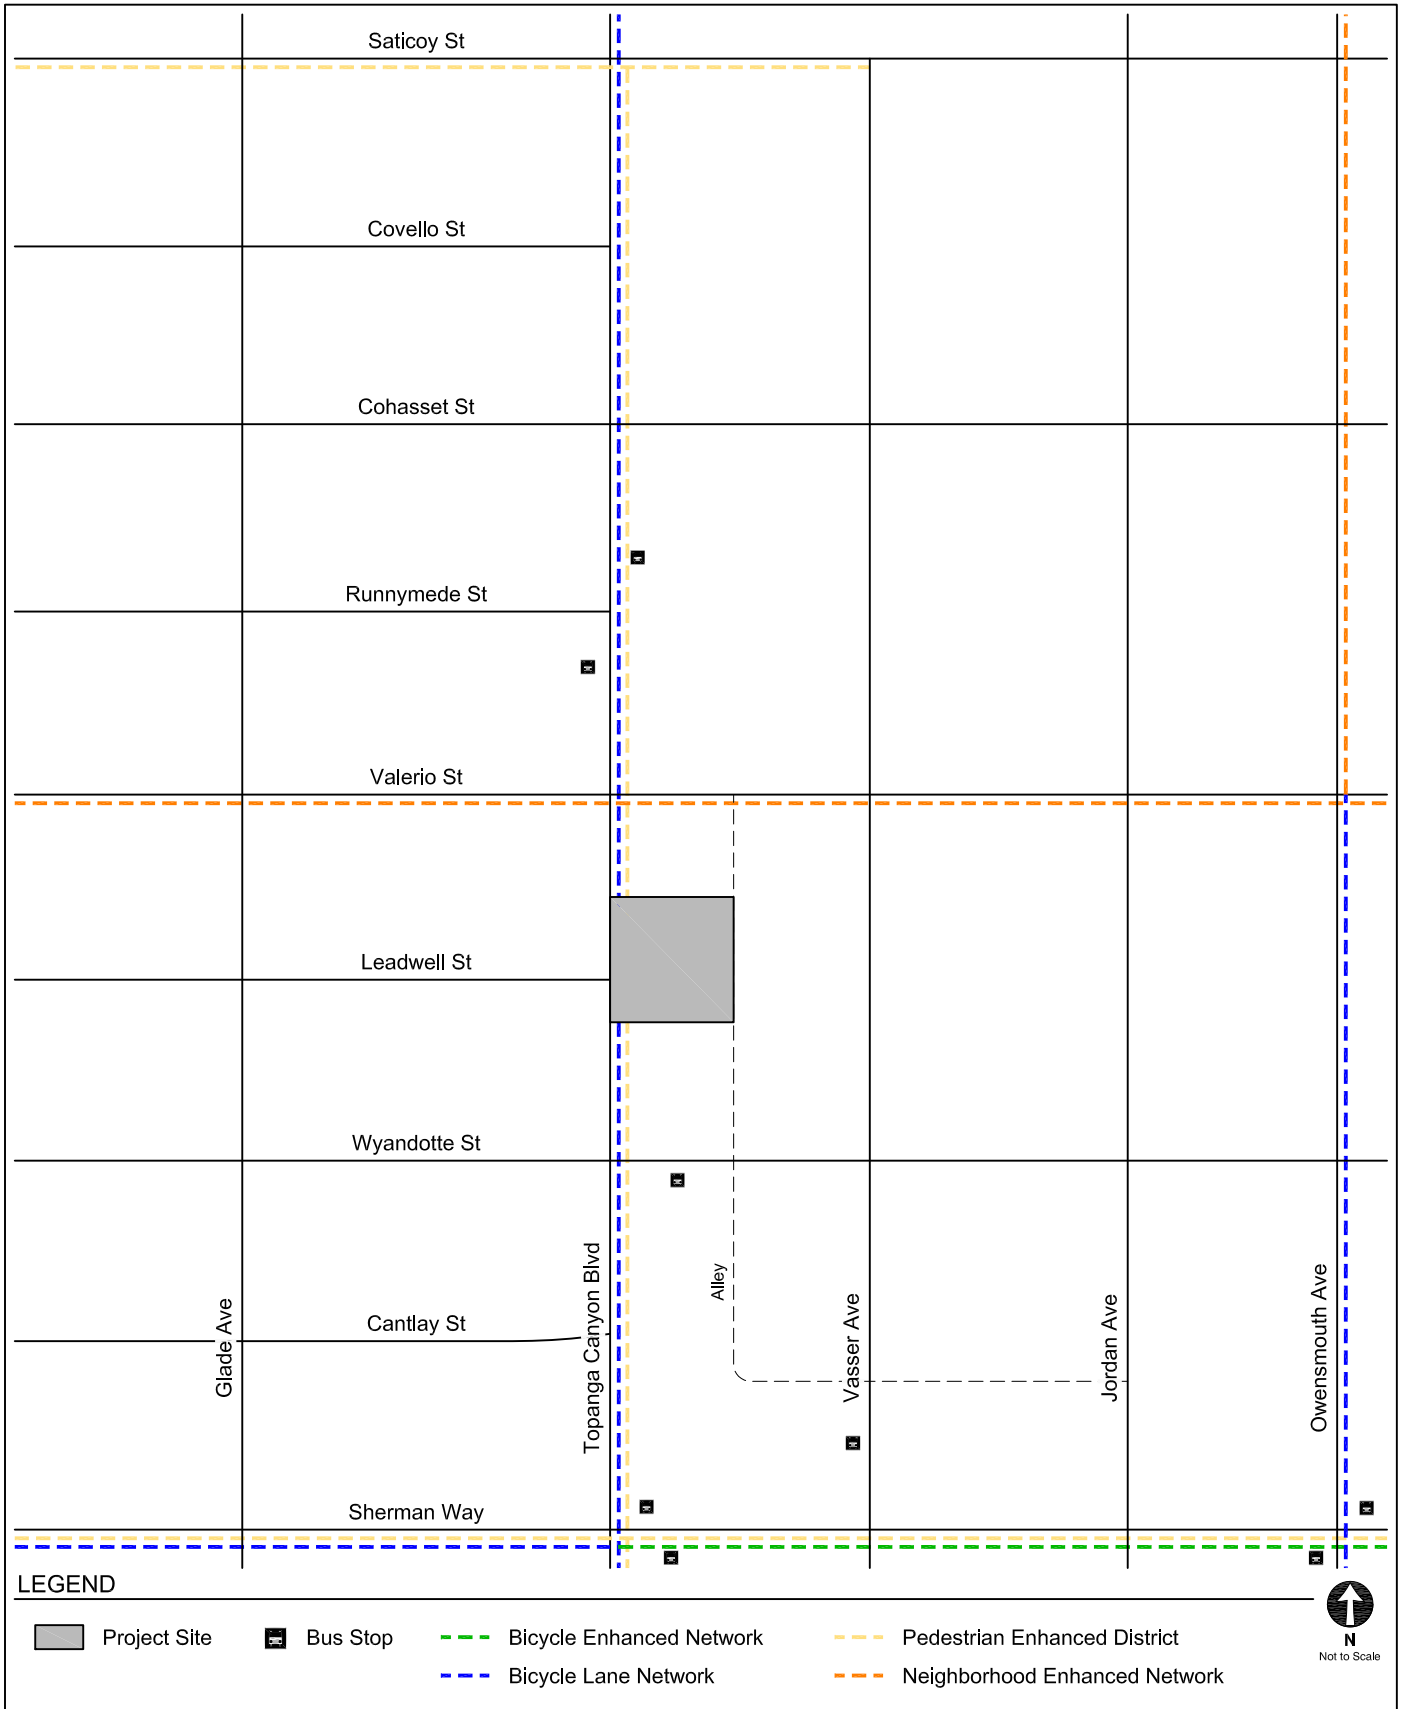 Saticoy St
Covello St
Cohasset St
Runnymede St
Valerio St
Leadwell St
Wyandotte St
Cantlay St
Glade Ave
Topanga Canyon Blvd
Alley
Vasser Ave
Jordan Ave
Owensmouth Ave
Sherman Way
LEGEND
Project Site
Bus Stop
Bicycle Enhanced Network
Pedestrian Enhanced District
Bicycle Lane Network
Neighborhood Enhanced Network
N
Not to Scale